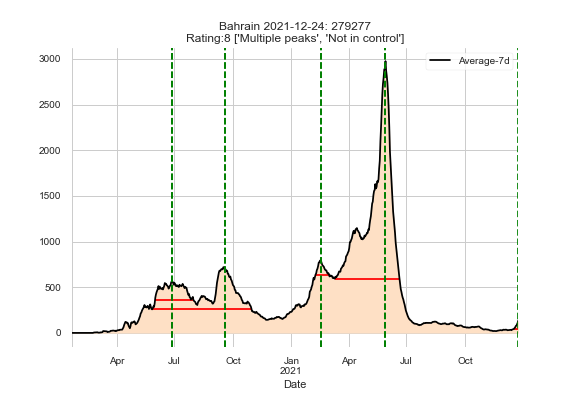 Bahrain 2021-12-24: 279277
Rating:8 ['Multiple peaks', 'Not in control']
Average-7d
3000
2500
2000
1500
1000
500
0
Apr Jul Oct Jan Apr Jul Oct
2021
Date